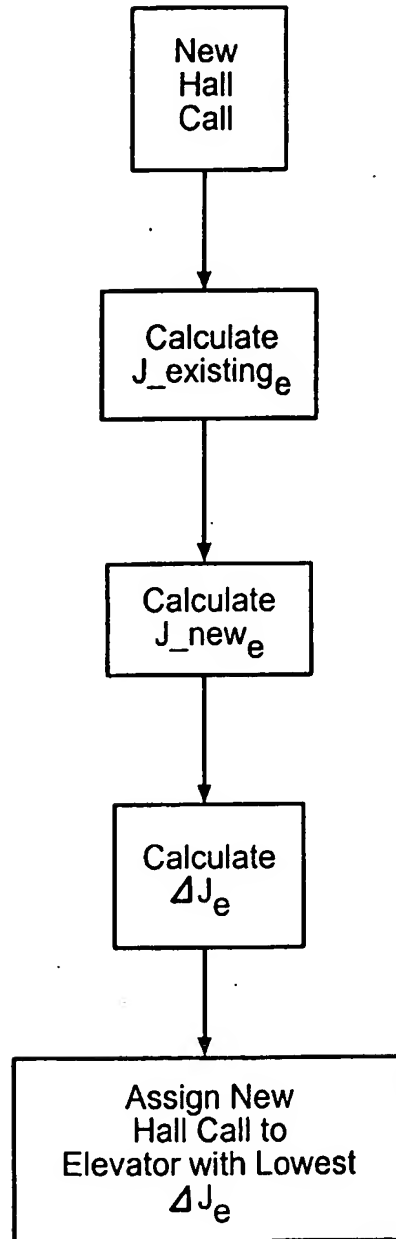 New
Hall
Call
Calculate
J_existing_e
Calculate
J_new_e
Calculate
ΔJ_e
Assign New
Hall Call to
Elevator with Lowest
ΔJ_e